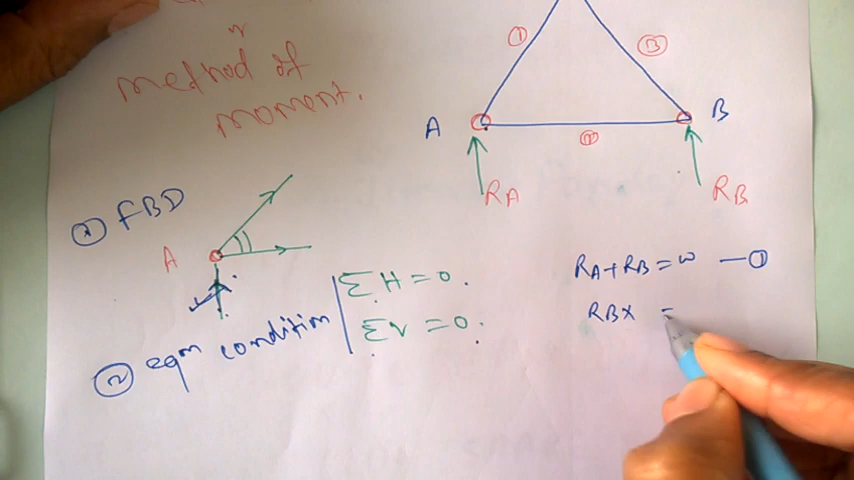 or
method of
moment.
① ③
A B
②
RA RB
① FBD
A
② eqm condition
ΣH = 0.
ΣV = 0.
RA+RB = W — ①
RBX =